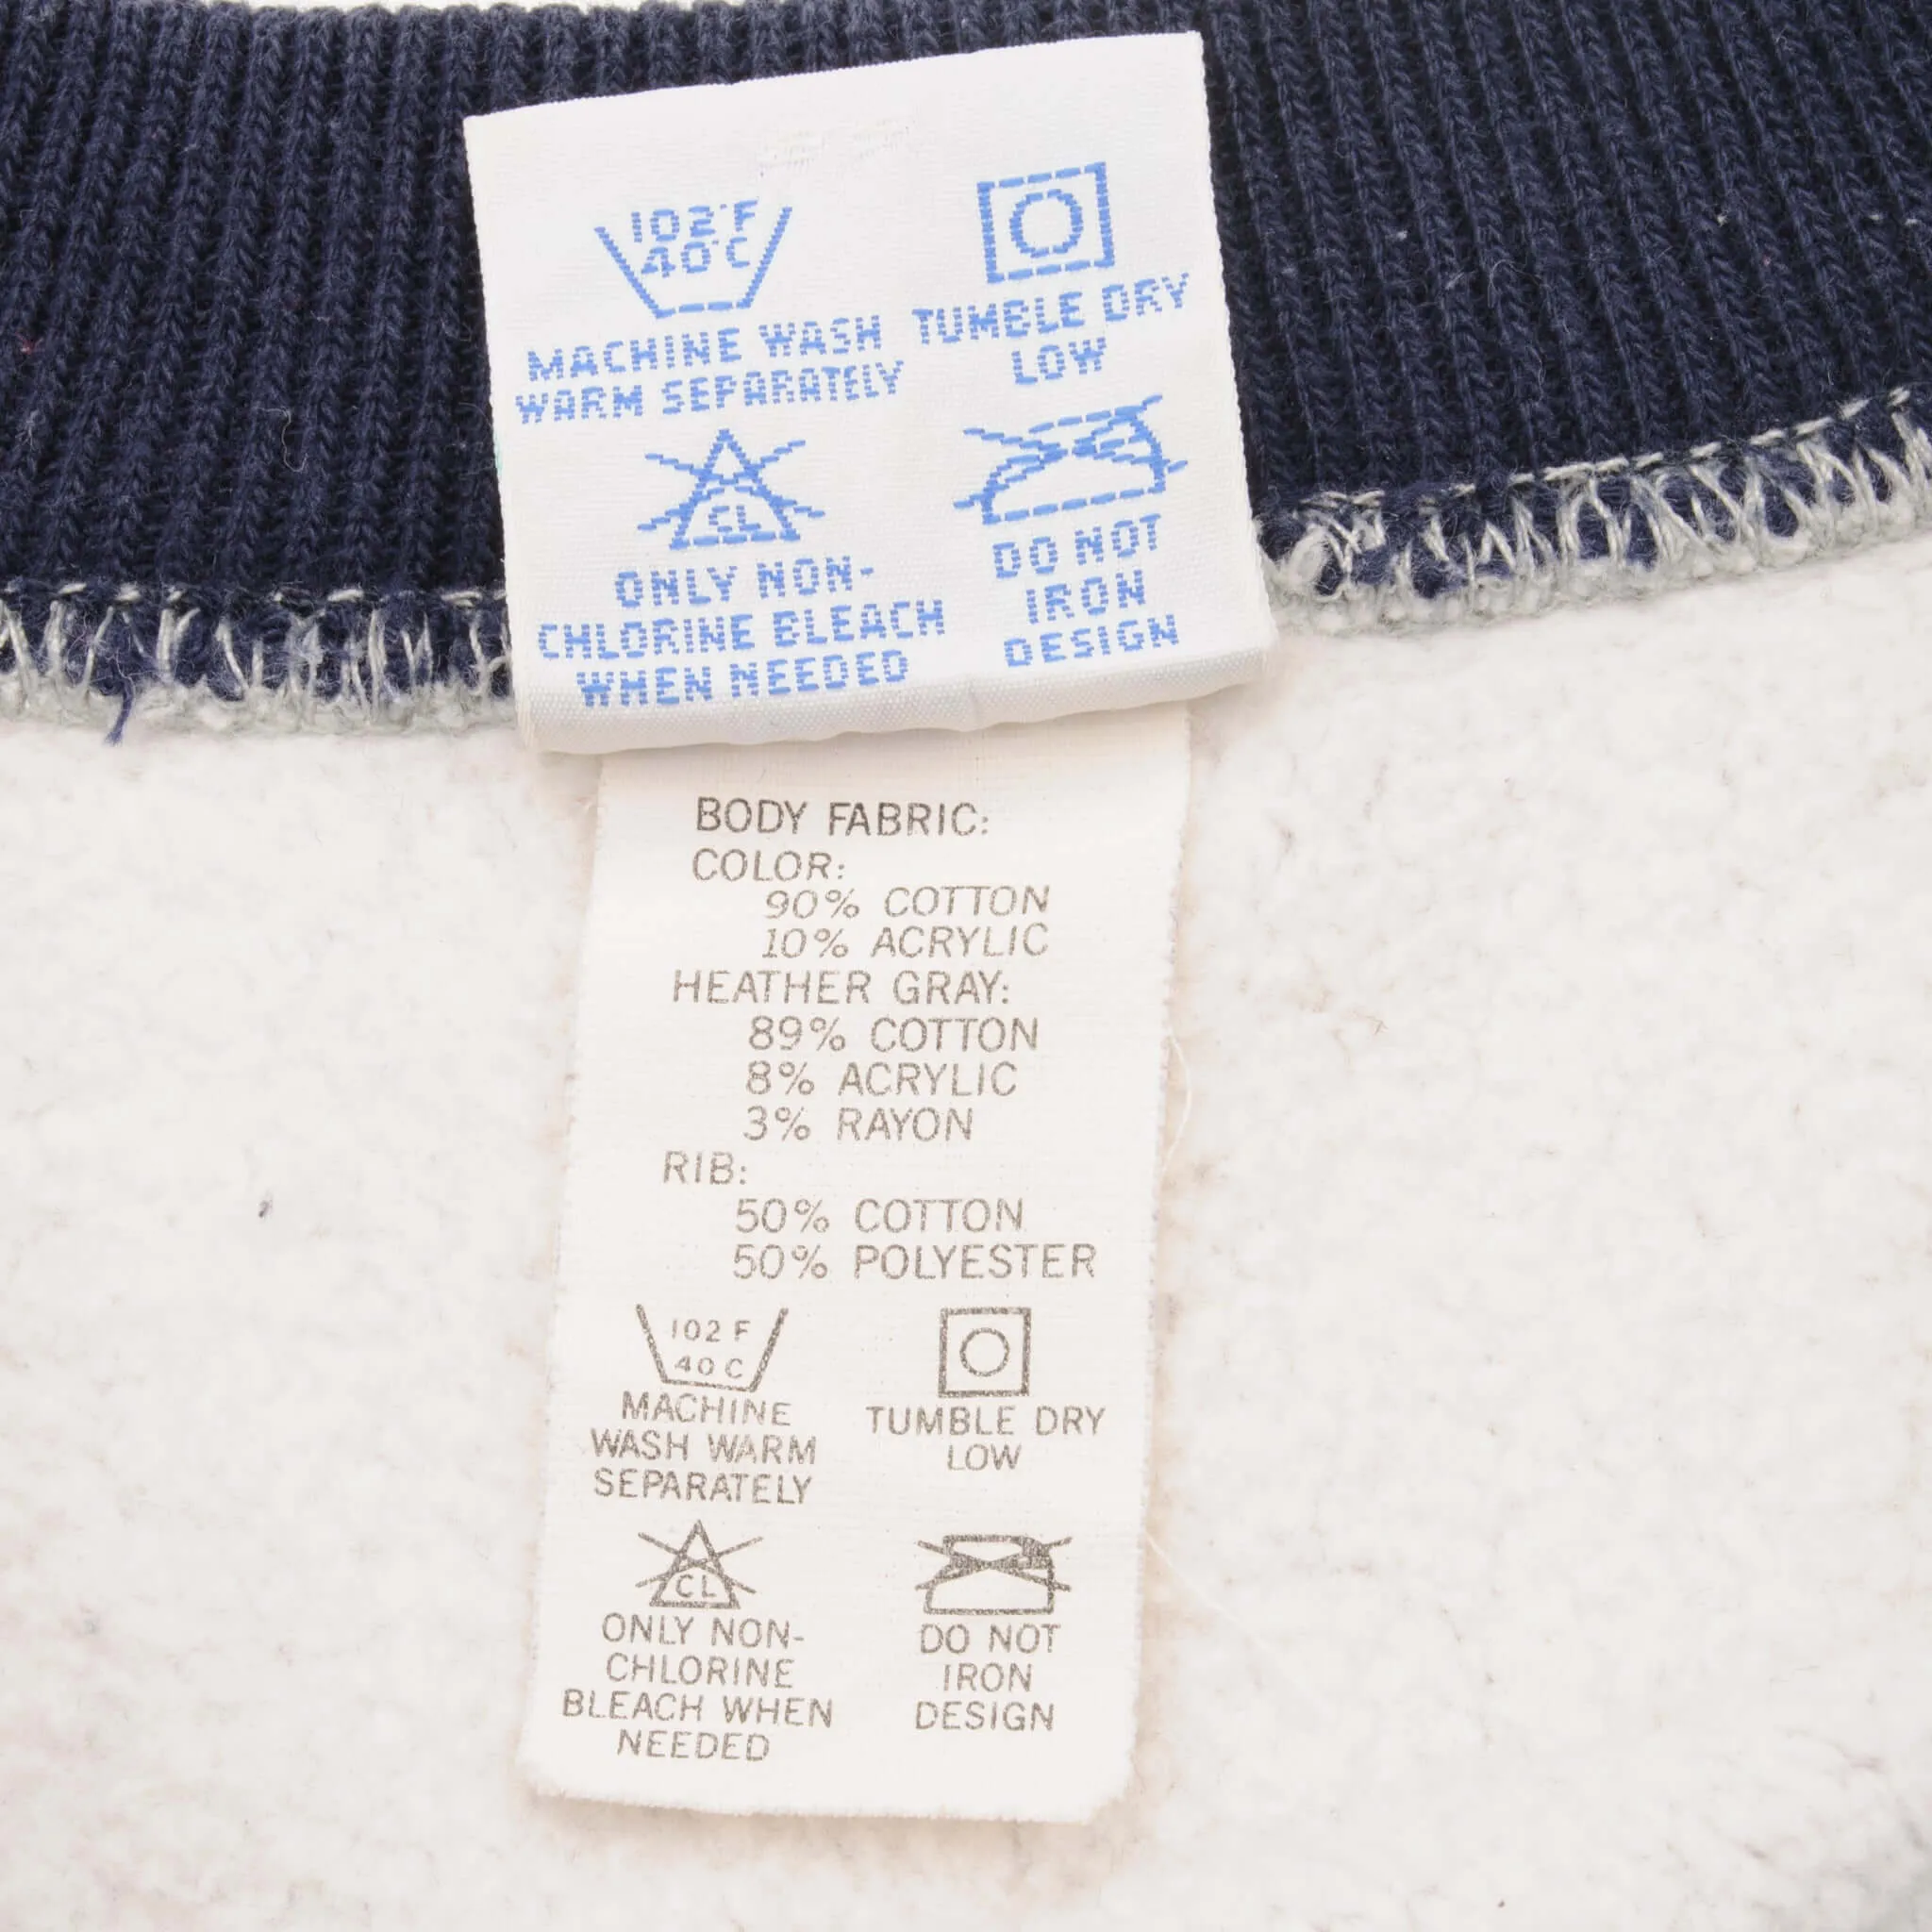 102°F
40°C
MACHINE WASH
WARM SEPARATELY
TUMBLE DRY
LOW
CL
ONLY NON-
CHLORINE BLEACH
WHEN NEEDED
DO NOT
IRON
DESIGN
BODY FABRIC:
COLOR:
90% COTTON
10% ACRYLIC
HEATHER GRAY:
89% COTTON
8% ACRYLIC
3% RAYON
RIB:
50% COTTON
50% POLYESTER
102 F
40 C
MACHINE
WASH WARM
SEPARATELY
TUMBLE DRY
LOW
CL
ONLY NON-
CHLORINE
BLEACH WHEN
NEEDED
DO NOT
IRON
DESIGN